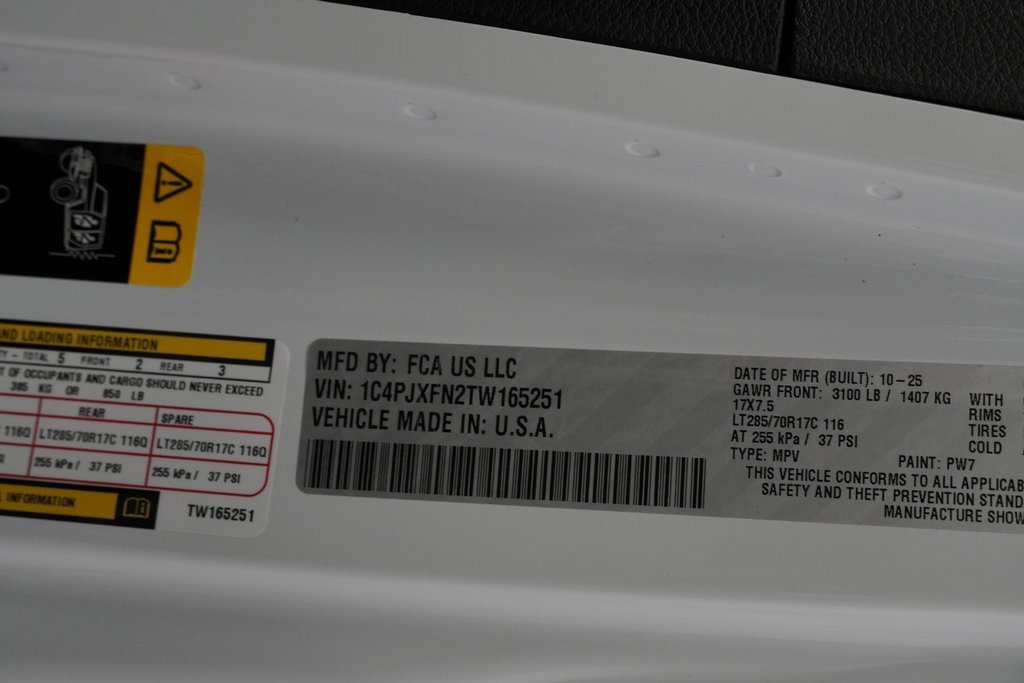 ND LOADING INFORMATION
TY - TOTAL 5 FRONT 2 REAR 3
T OF OCCUPANTS AND CARGO SHOULD NEVER EXCEED
385 KG OR 850 LB
REAR SPARE
116Q LT285/70R17C 116Q LT285/70R17C 116Q
SI 255 kPa / 37 PSI 255 kPa / 37 PSI
L INFORMATION
TW165251
MFD BY: FCA US LLC
VIN: 1C4PJXFN2TW165251
VEHICLE MADE IN: U.S.A.
DATE OF MFR (BUILT): 10-25
GAWR FRONT: 3100 LB / 1407 KG WITH
17X7.5 RIMS
LT285/70R17C 116 TIRES
AT 255 kPa / 37 PSI COLD
TYPE: MPV PAINT: PW7
THIS VEHICLE CONFORMS TO ALL APPLICAB
SAFETY AND THEFT PREVENTION STAND
MANUFACTURE SHOW